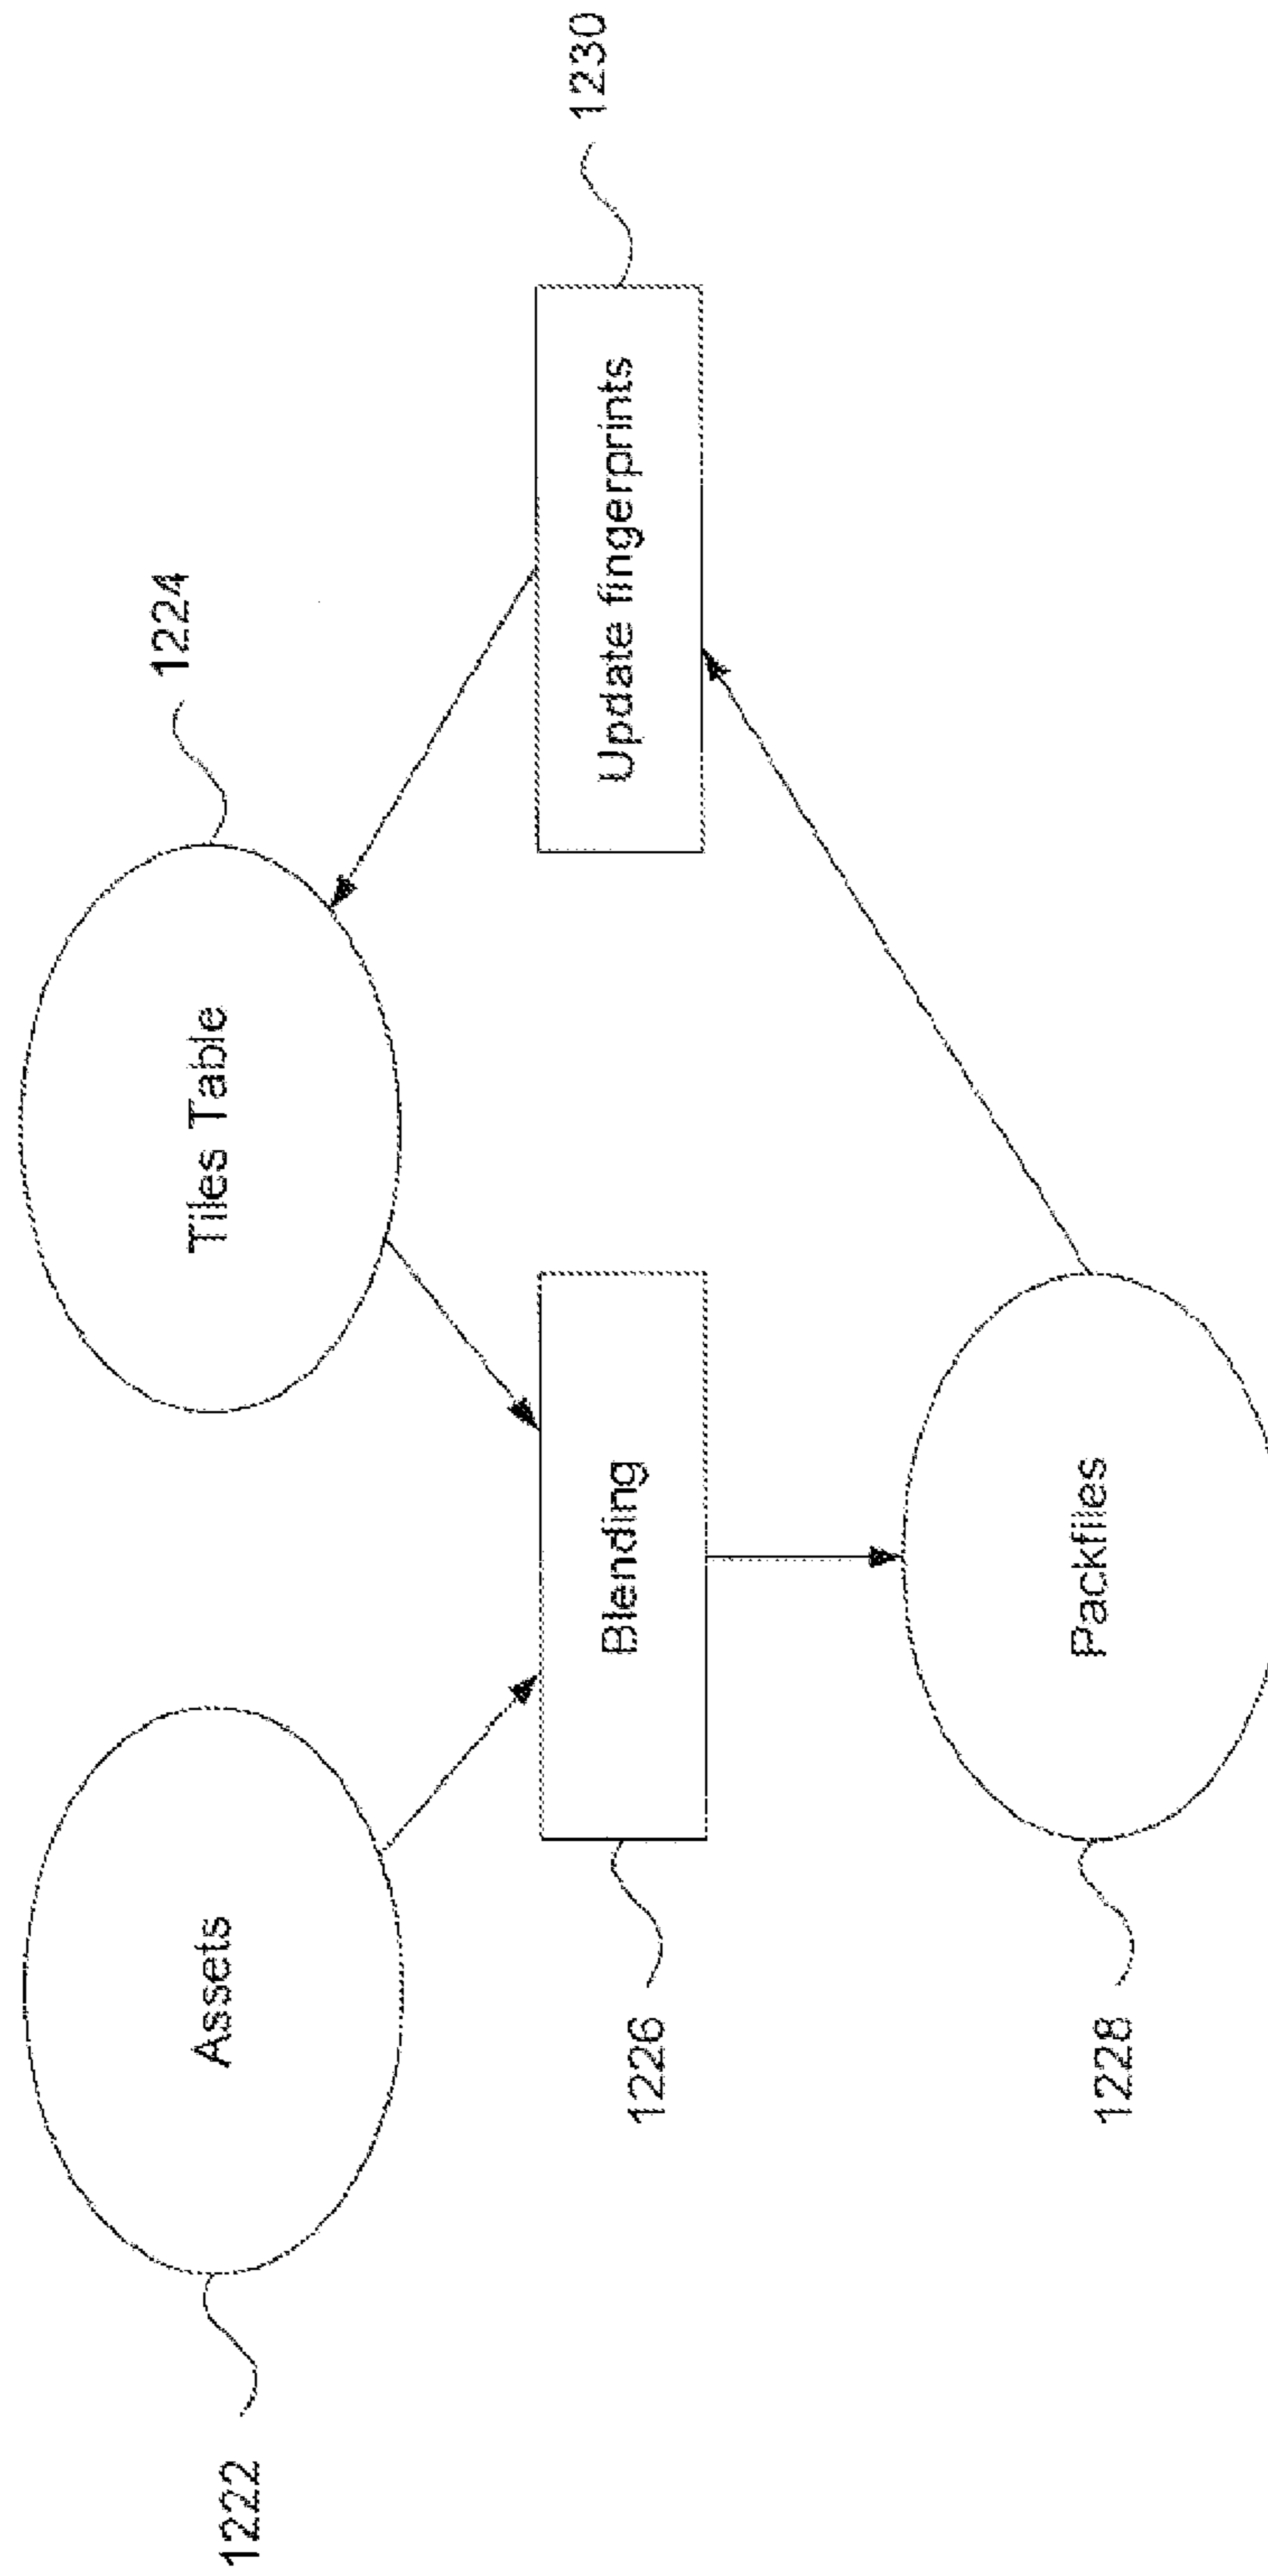 Assets
Tiles Table
1222
1224
Blending
Update fingerprints
1226
1230
Packfiles
1228